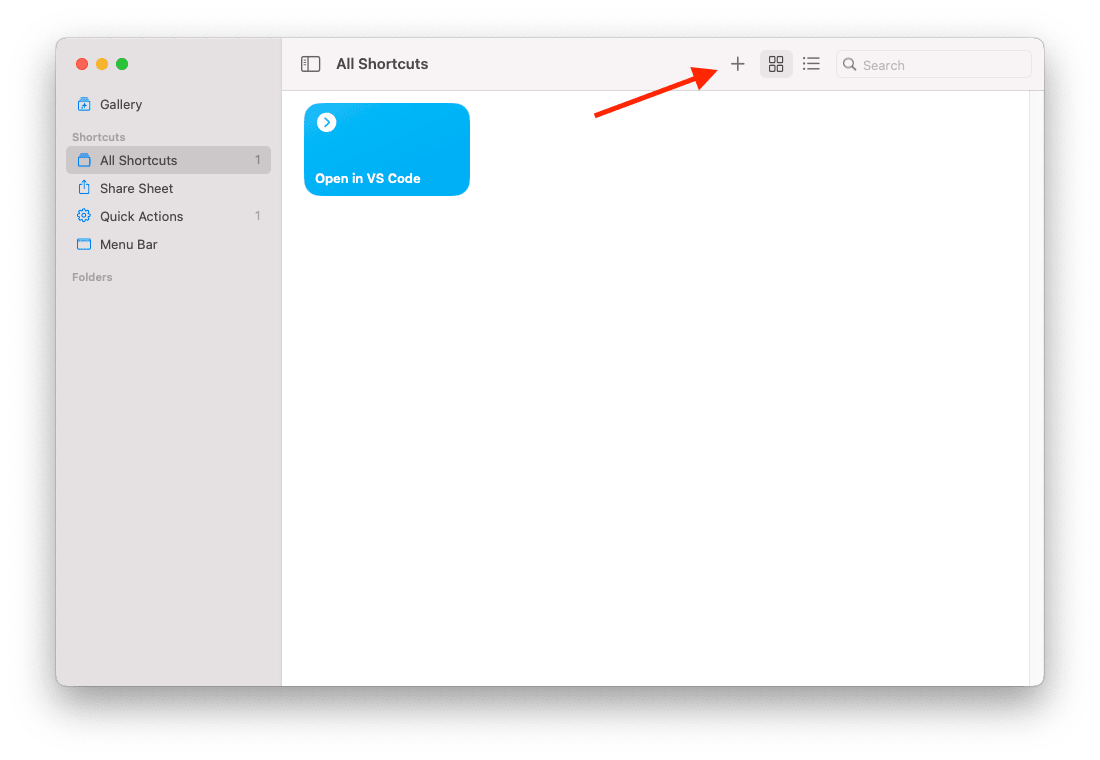 All Shortcuts
Search
Gallery
Shortcuts
All Shortcuts 1
Share Sheet
Quick Actions 1
Menu Bar
Folders
Open in VS Code